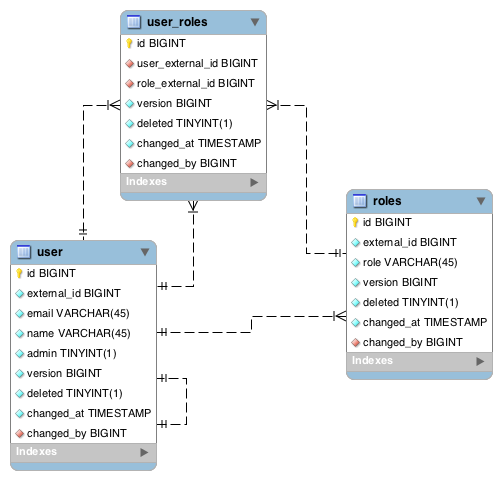 user_roles
id BIGINT
user_external_id BIGINT
role_external_id BIGINT
version BIGINT
deleted TINYINT(1)
changed_at TIMESTAMP
changed_by BIGINT
Indexes
roles
id BIGINT
external_id BIGINT
role VARCHAR(45)
version BIGINT
deleted TINYINT(1)
changed_at TIMESTAMP
changed_by BIGINT
Indexes
user
id BIGINT
external_id BIGINT
email VARCHAR(45)
name VARCHAR(45)
admin TINYINT(1)
version BIGINT
deleted TINYINT(1)
changed_at TIMESTAMP
changed_by BIGINT
Indexes